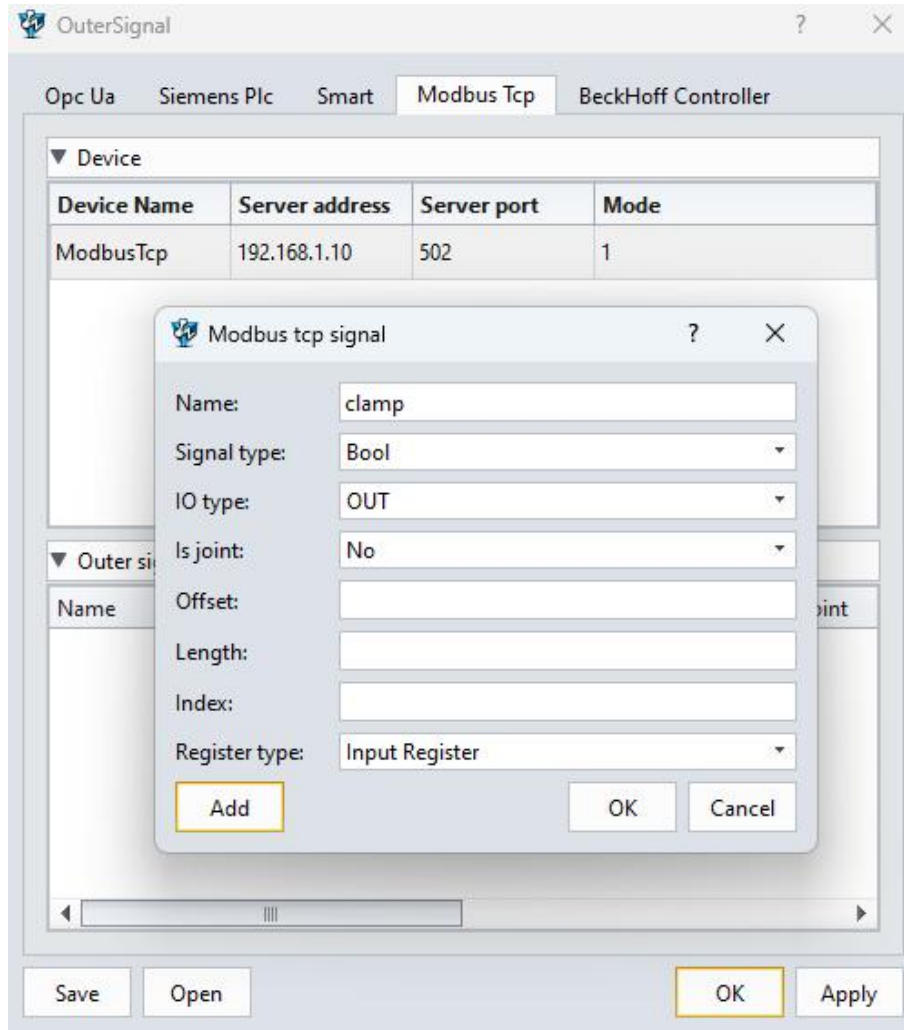 OuterSignal ?
Opc Ua Siemens Plc Smart Modbus Tcp BeckHoff Controller
Device
Device Name Server address Server port Mode
ModbusTcp 192.168.1.10 502 1
Modbus tcp signal ?
Name: clamp
Signal type: Bool
IO type: OUT
Is joint: No
Outer
Offset:
Name
Length:
Index:
Register type: Input Register
Add OK Cancel
Save Open OK Apply